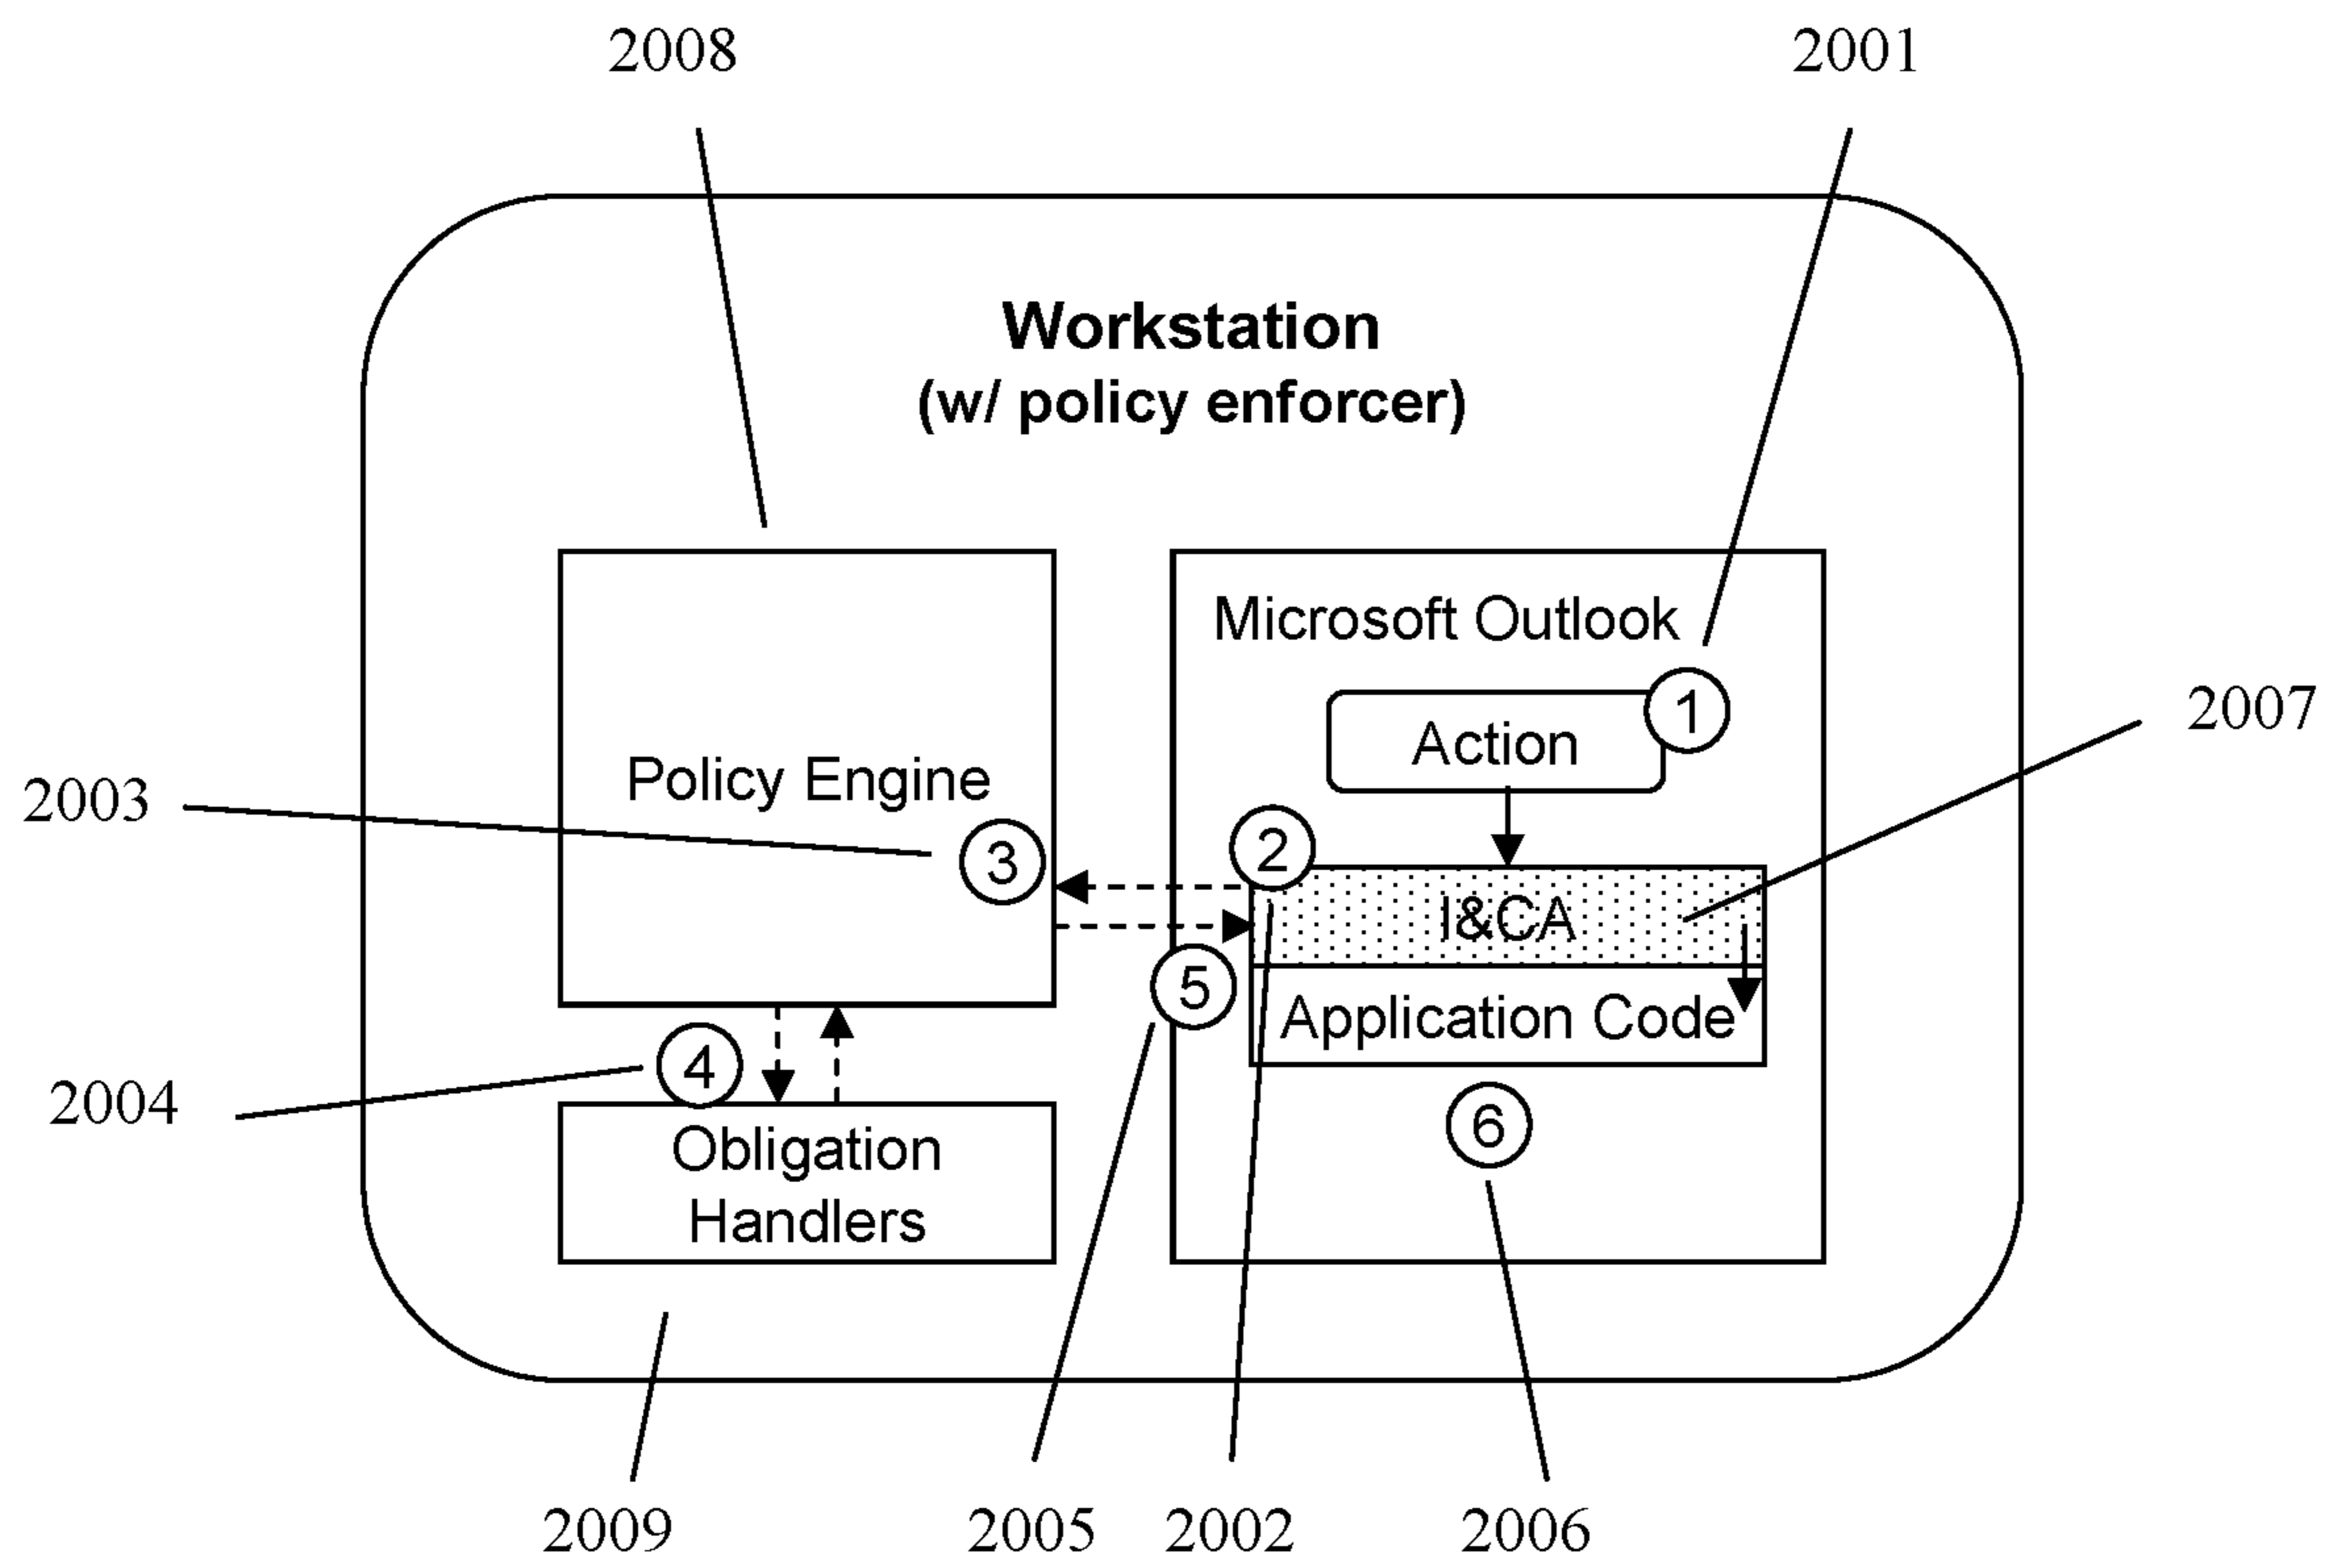 2008
2001
Workstation
(w/ policy enforcer)
Microsoft Outlook
1
Action
2007
Policy Engine
2003
2
3
I&CA
5
Application Code
4
2004
6
Obligation
Handlers
2009
2005
2002
2006